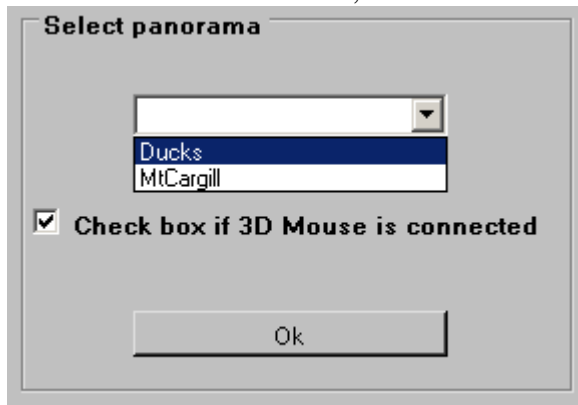 Select panorama
Ducks
MtCargill
Check box if 3D Mouse is connected
Ok